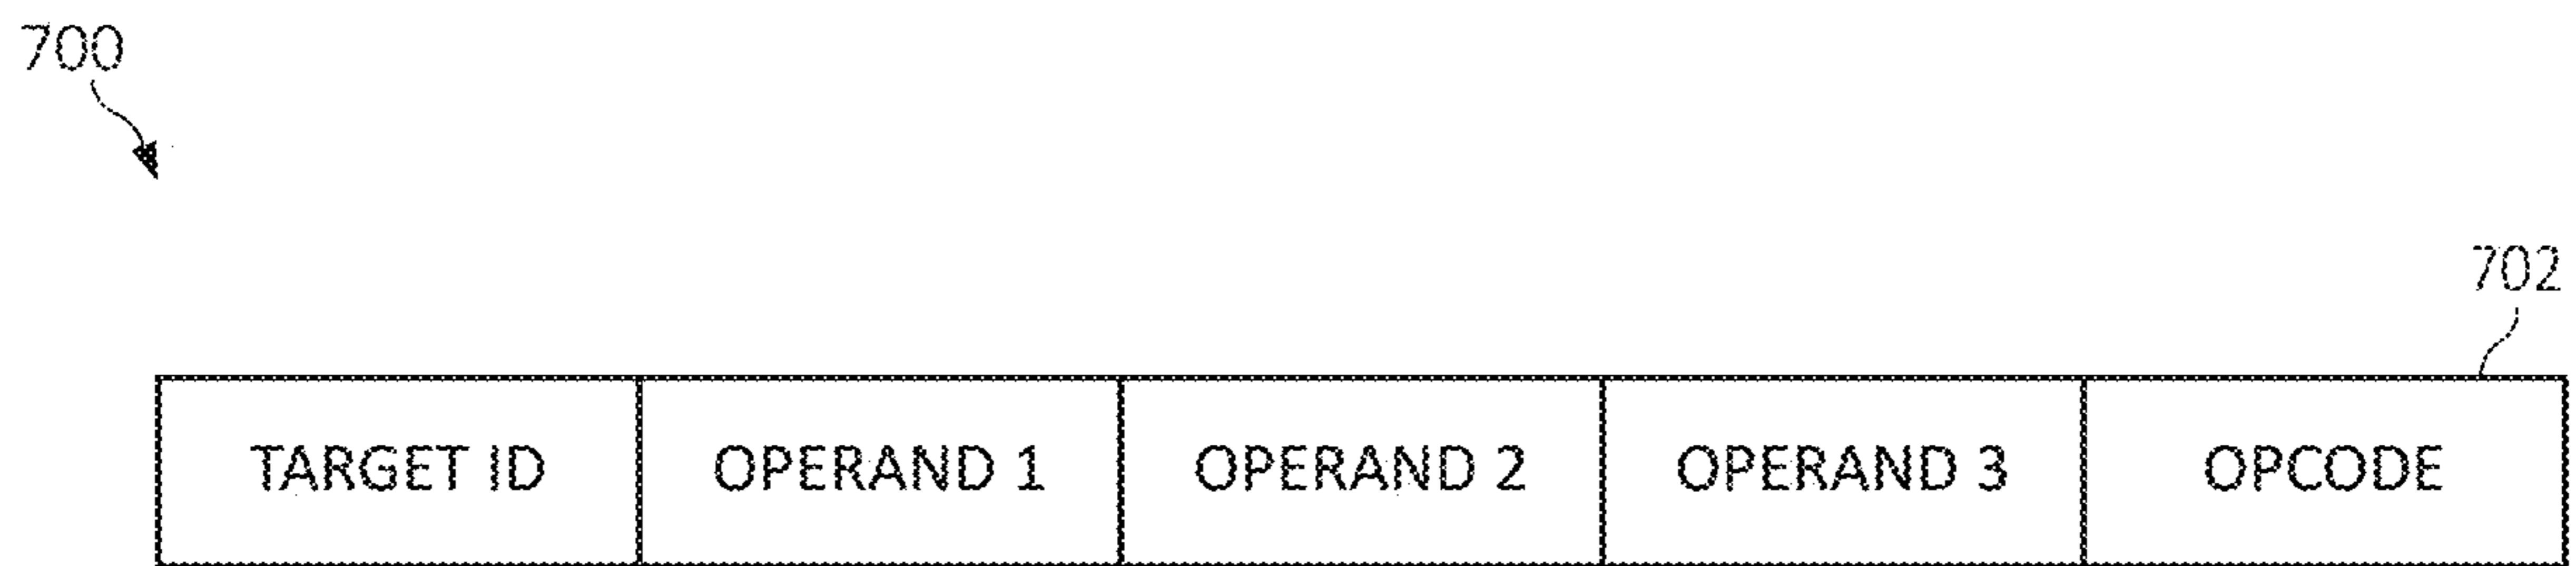 700
702
TARGET ID OPERAND 1 OPERAND 2 OPERAND 3 OPCODE